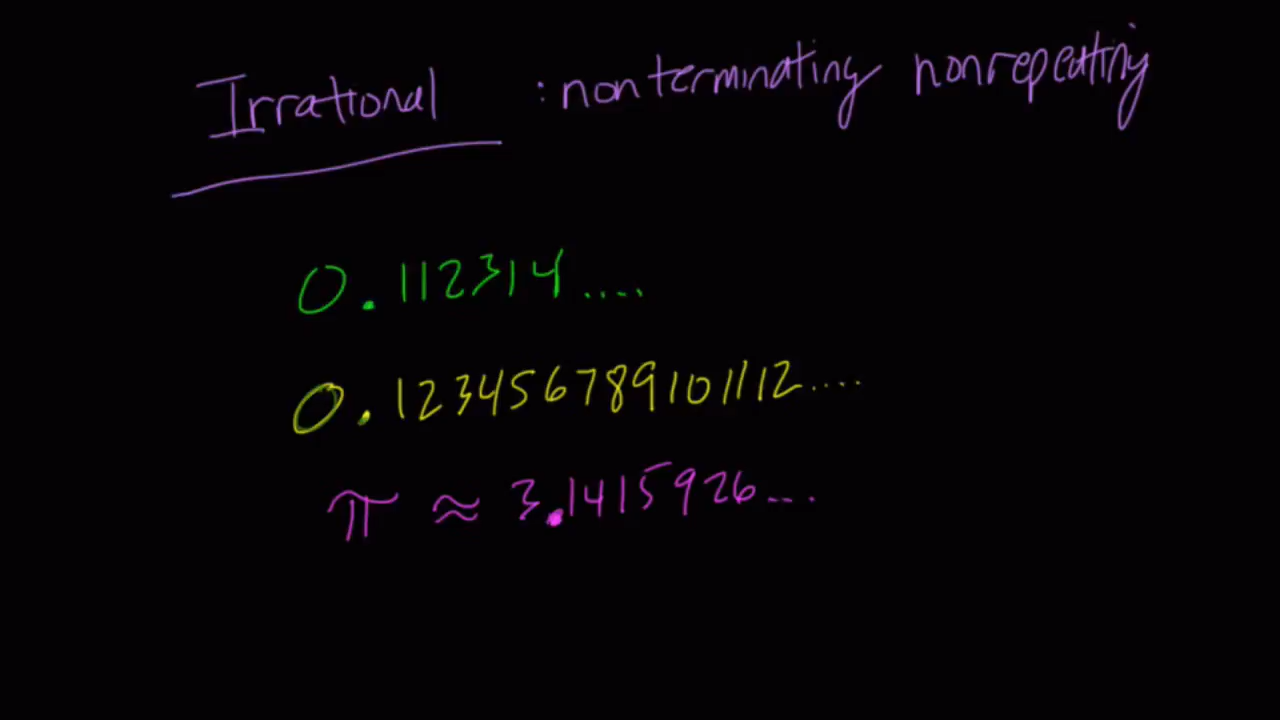 Irrational : nonterminating nonrepeating
0.112314....
0.123456789101112....
π ≈ 3.1415926...